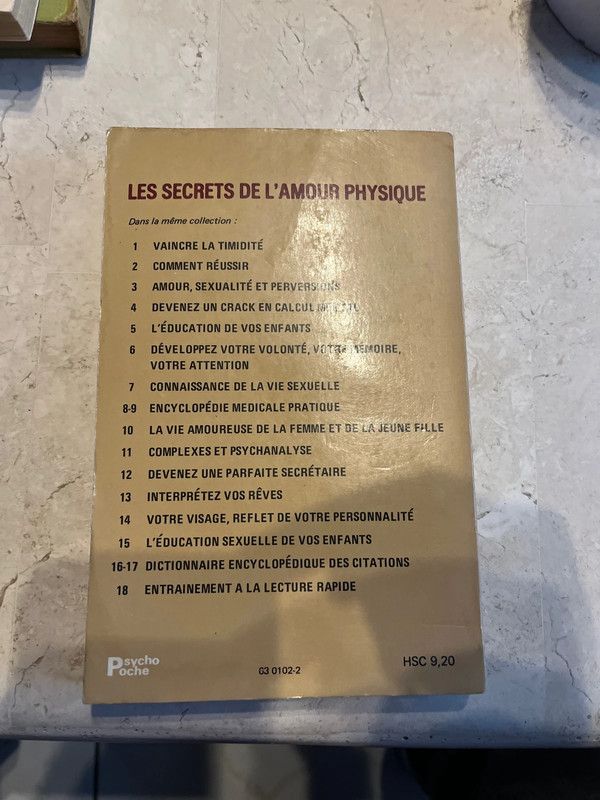 LES SECRETS DE L'AMOUR PHYSIQUE
Dans la même collection :
1 VAINCRE LA TIMIDITÉ
2 COMMENT RÉUSSIR
3 AMOUR, SEXUALITÉ ET PERVERSIONS
4 DEVENEZ UN CRACK EN CALCUL
5 L'ÉDUCATION DE VOS ENFANTS
6 DÉVELOPPEZ VOTRE VOLONTÉ, VOTRE MÉMOIRE,
VOTRE ATTENTION
7 CONNAISSANCE DE LA VIE SEXUELLE
8-9 ENCYCLOPÉDIE MEDICALE PRATIQUE
10 LA VIE AMOUREUSE DE LA FEMME ET DE LA JEUNE FILLE
11 COMPLEXES ET PSYCHANALYSE
12 DEVENEZ UNE PARFAITE SECRÉTAIRE
13 INTERPRÉTEZ VOS RÊVES
14 VOTRE VISAGE, REFLET DE VOTRE PERSONNALITÉ
15 L'ÉDUCATION SEXUELLE DE VOS ENFANTS
16-17 DICTIONNAIRE ENCYCLOPÉDIQUE DES CITATIONS
18 ENTRAINEMENT A LA LECTURE RAPIDE
Psycho
Poche
63 0102-2
HSC 9,20